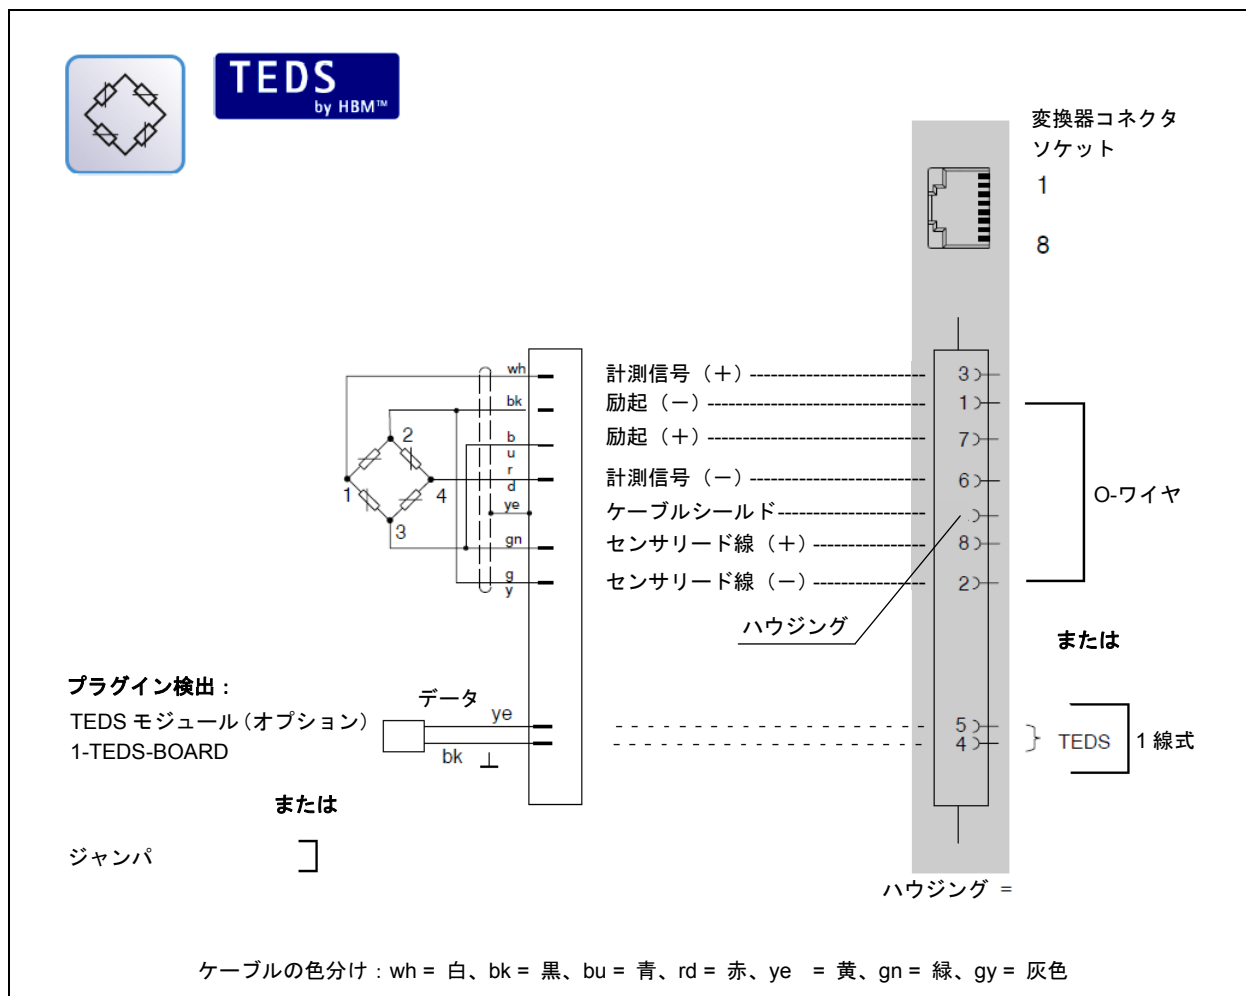 TEDS
by HBM™
変換器コネクタ
ソケット
1
8
wh
計測信号（＋）
3
bk
励起（－）
1
2
b
u
励起（＋）
7
r
d
計測信号（－）
6
1
4
O-ワイヤ
ye
ケーブルシールド
3
gn
センサリード線（＋）
8
g
y
センサリード線（－）
2
ハウジング
または
プラグイン検出：
データ
TEDS モジュール（オプション）
ye
5
1-TEDS-BOARD
bk
4
TEDS
1 線式
または
ジャンパ
ハウジング =
ケーブルの色分け：wh = 白、bk = 黒、bu = 青、rd = 赤、ye = 黄、gn = 緑、gy = 灰色